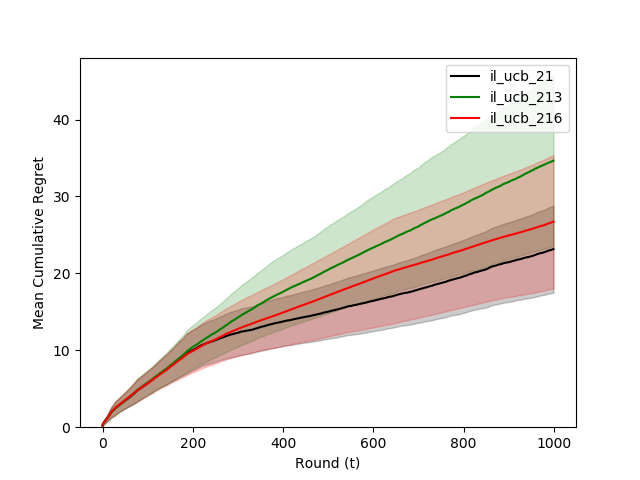 il_ucb_21
il_ucb_213
il_ucb_216
Mean Cumulative Regret
40
30
20
10
0
0 200 400 600 800 1000
Round (t)